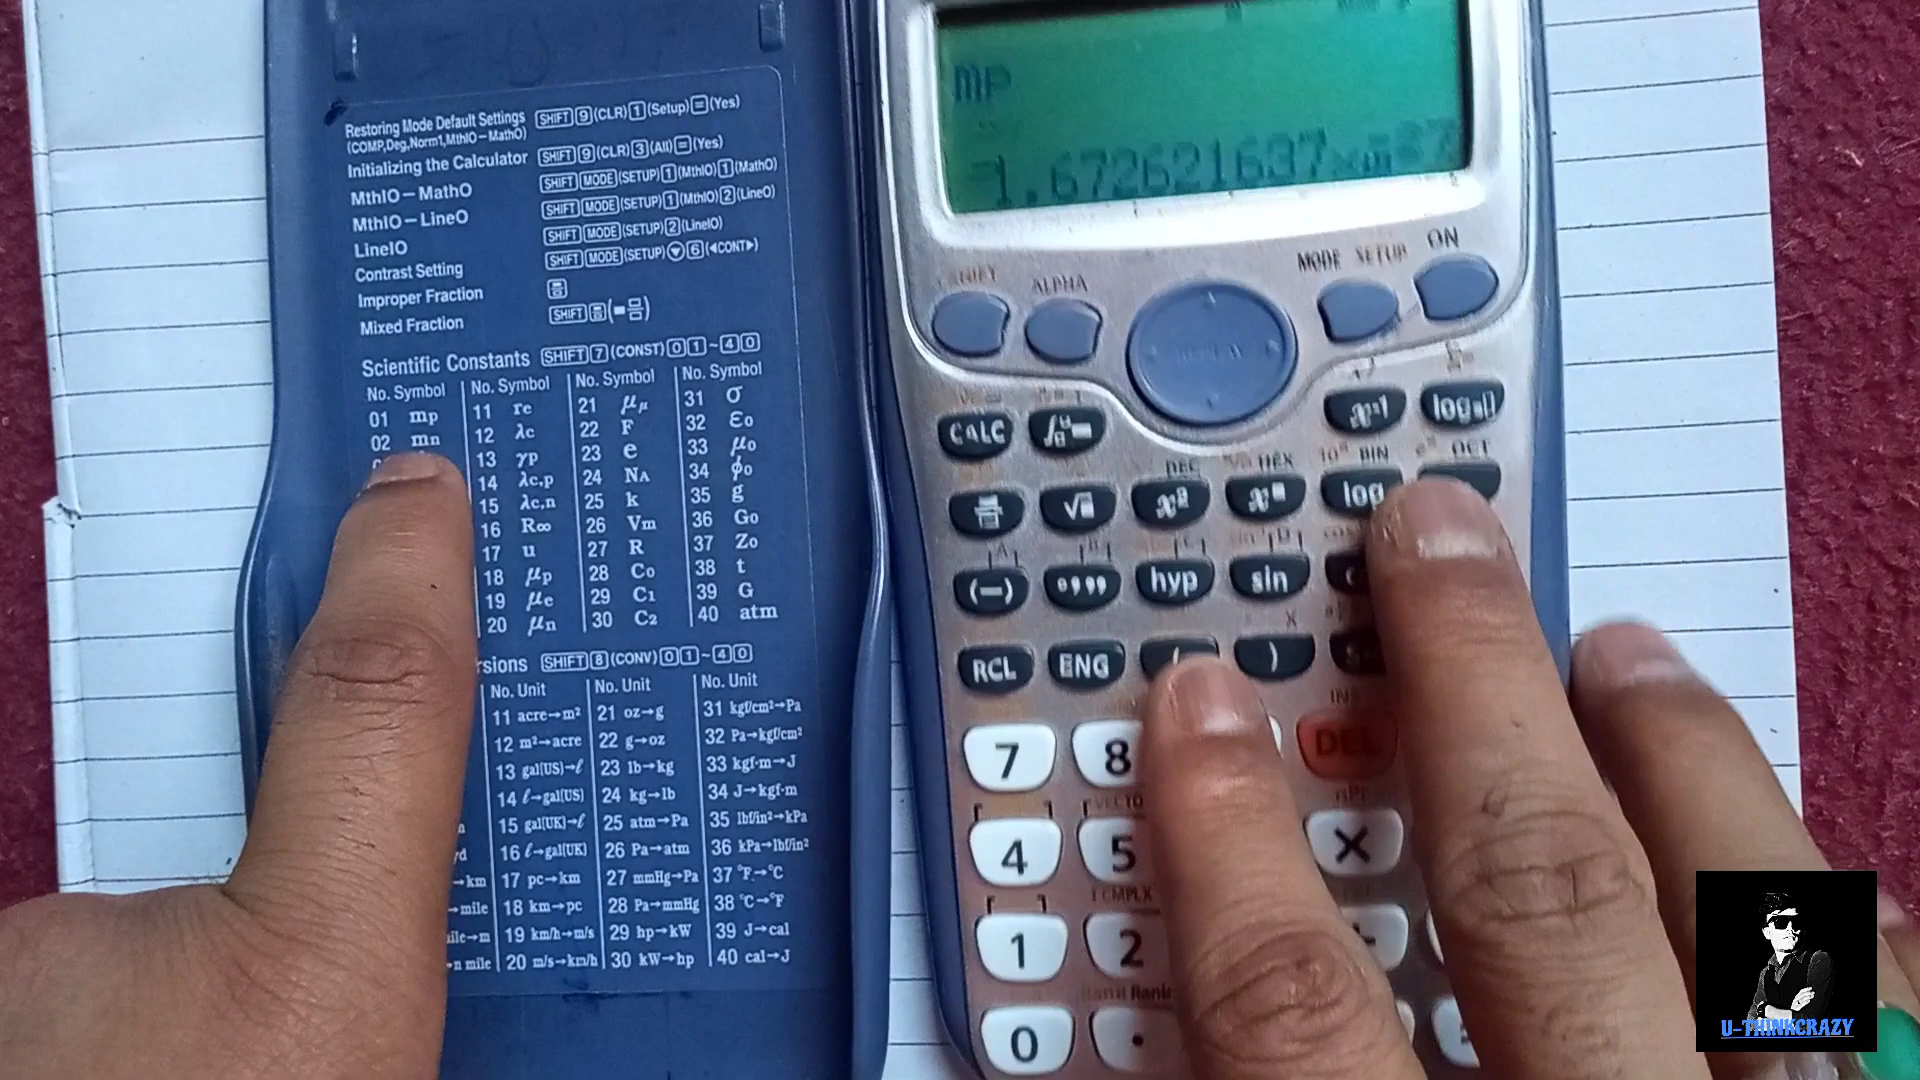 Restoring Mode Default Settings SHIFT 9 (CLR) 1 (Setup) = (Yes)
(COMP,Deg,Norm1,MthIO–MathO)
Initializing the Calculator SHIFT 9 (CLR) 3 (All) = (Yes)
MthIO–MathO SHIFT MODE (SETUP) 1 (MthIO) 1 (MathO)
MthIO–LineO SHIFT MODE (SETUP) 1 (MthIO) 2 (LineO)
LineIO SHIFT MODE (SETUP) 2 (LineIO)
Contrast Setting SHIFT MODE (SETUP) ▼ 6 (◀CONT▶)
Improper Fraction
Mixed Fraction SHIFT
Scientific Constants SHIFT 7 (CONST) 0 1 ~ 4 0
No. Symbol No. Symbol No. Symbol No. Symbol
01 mp 11 re 21 μμ 31 σ
02 mn 12 λc 22 F 32 εo
13 γp 23 e 33 μo
14 λc,p 24 NA 34 ϕo
15 λc,n 25 k 35 g
16 R∞ 26 Vm 36 Go
17 u 27 R 37 Zo
18 μp 28 Co 38 t
19 μe 29 C1 39 G
20 μn 30 C2 40 atm
SHIFT 8 (CONV) 0 1 ~ 4 0
No. Unit No. Unit No. Unit
11 acre→m² 21 oz→g 31 kgf/cm²→Pa
12 m²→acre 22 g→oz 32 Pa→kgf/cm²
13 gal(US)→ℓ 23 lb→kg 33 kgf·m→J
14 ℓ→gal(US) 24 kg→lb 34 J→kgf·m
15 gal(UK)→ℓ 25 atm→Pa 35 lbf/in²→kPa
16 ℓ→gal(UK) 26 Pa→atm 36 kPa→lbf/in²
→km 17 pc→km 27 mmHg→Pa 37 °F→°C
→mile 18 km→pc 28 Pa→mmHg 38 °C→°F
19 km/h→m/s 29 hp→kW 39 J→cal
20 m/s→km/h 30 kW→hp 40 cal→J
mp
1.672621637×10
SHIFT ALPHA MODE SETUP ON
REPLAY
CALC x-1 log
DEC HEX BIN OCT
√ x² x log
(−) °,,, hyp sin
RCL ENG ( )
7 8 DEL
4 5 ×
1 2
0 .
U-THINKCRAZY